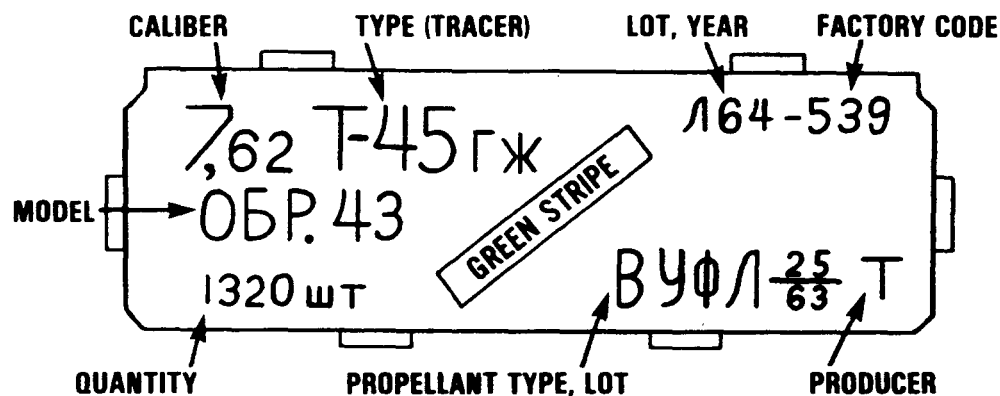 CALIBER
TYPE (TRACER)
LOT, YEAR
FACTORY CODE
7,62 Т-45 гж
Л64-539
MODEL
ОБР. 43
GREEN STRIPE
1320 шт
ВУФЛ 25/63 Т
QUANTITY
PROPELLANT TYPE, LOT
PRODUCER